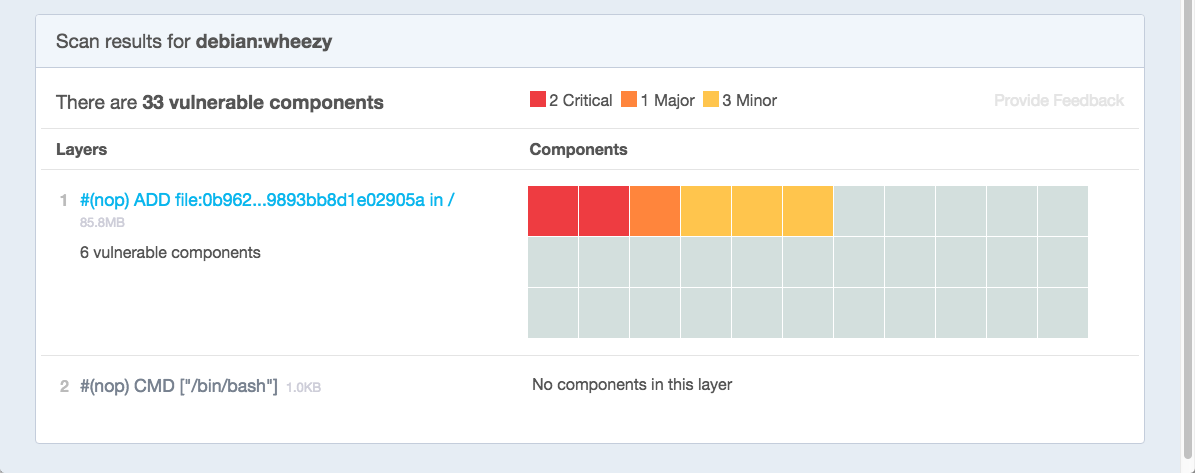 Scan results for debian:wheezy
There are 33 vulnerable components
2 Critical 1 Major 3 Minor
Provide Feedback
Layers
Components
1 #(nop) ADD file:0b962...9893bb8d1e02905a in /
85.8MB
6 vulnerable components
2 #(nop) CMD ["/bin/bash"] 1.0KB
No components in this layer